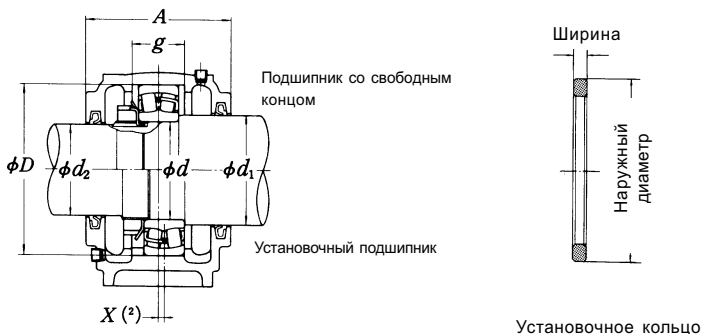 A
g
Подшипник со свободным
концом
ϕD
ϕd₂
ϕd
ϕd₁
Установочный подшипник
X (²)
Ширина
Наружный
диаметр
Установочное кольцо